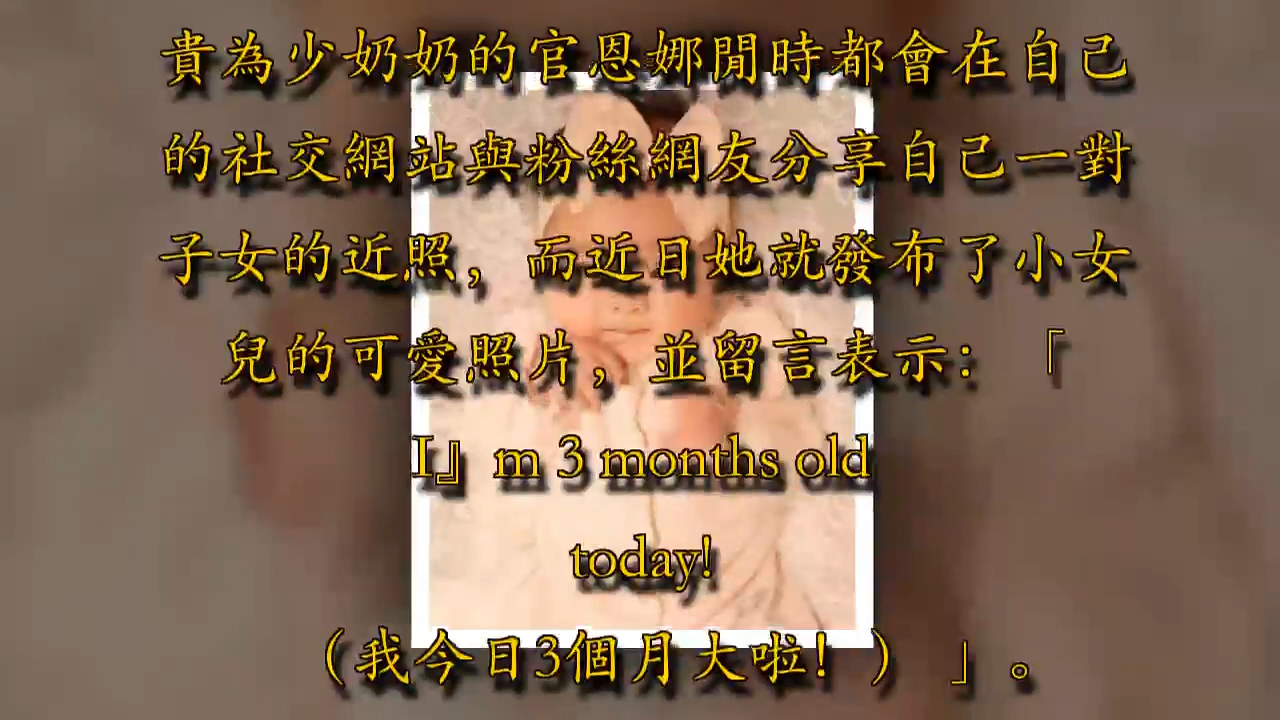 貴為少奶奶的官恩娜閒時都會在自己
的社交網站與粉絲網友分享自己一對
子女的近照，而近日她就發布了小女
兒的可愛照片，並留言表示：「
I』m 3 months old
today!
（我今日3個月大啦！）」。